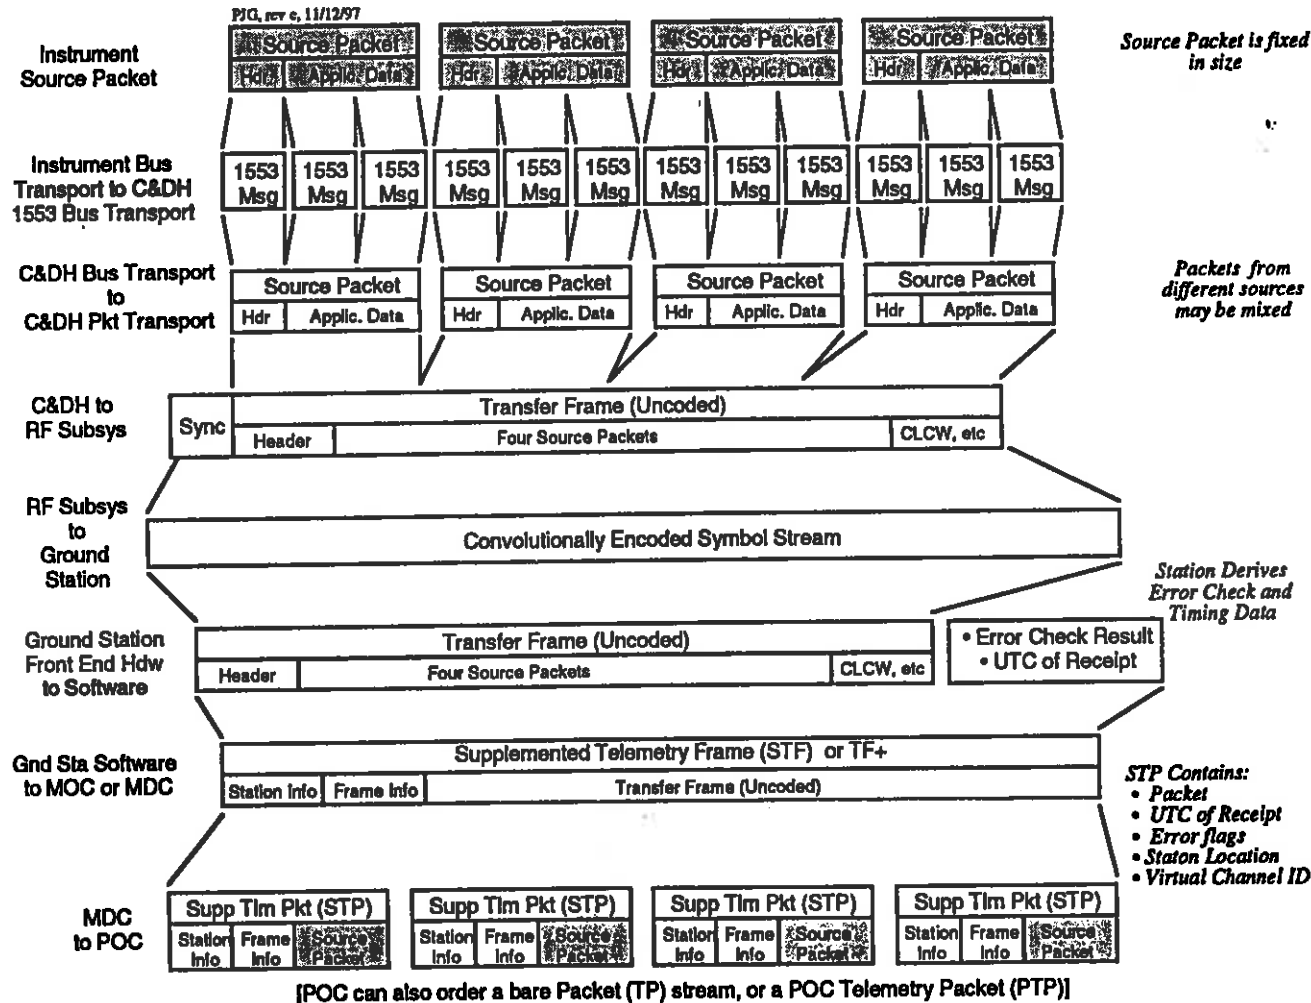 PJG, rev e, 11/12/97
Instrument
Source Packet
Source Packet Source Packet Source Packet Source Packet
Hdr Applic. Data Hdr Applic. Data Hdr Applic. Data Hdr Applic. Data
Source Packet is fixed
in size
Instrument Bus
Transport to C&DH
1553 Bus Transport
1553 1553 1553 1553 1553 1553 1553 1553 1553 1553 1553 1553
Msg Msg Msg Msg Msg Msg Msg Msg Msg Msg Msg Msg
C&DH Bus Transport
to
C&DH Pkt Transport
Source Packet Source Packet Source Packet Source Packet
Hdr Applic. Data Hdr Applic. Data Hdr Applic. Data Hdr Applic. Data
Packets from
different sources
may be mixed
C&DH to
RF Subsys
Sync
Transfer Frame (Uncoded)
Header Four Source Packets CLCW, etc
RF Subsys
to
Ground
Station
Convolutionally Encoded Symbol Stream
Station Derives
Error Check and
Timing Data
Ground Station
Front End Hdw
to Software
Transfer Frame (Uncoded)
Header Four Source Packets CLCW, etc
• Error Check Result
• UTC of Receipt
Gnd Sta Software
to MOC or MDC
Supplemented Telemetry Frame (STF) or TF+
Station Info Frame Info Transfer Frame (Uncoded)
STP Contains:
• Packet
• UTC of Receipt
• Error flags
• Staton Location
• Virtual Channel ID
MDC
to POC
Supp Tlm Pkt (STP) Supp Tlm Pkt (STP) Supp Tlm Pkt (STP) Supp Tlm Pkt (STP)
Station Frame Source Station Frame Source Station Frame Source Station Frame Source
Info Info Packet Info Info Packet Info Info Packet Info Info Packet
[POC can also order a bare Packet (TP) stream, or a POC Telemetry Packet (PTP)]